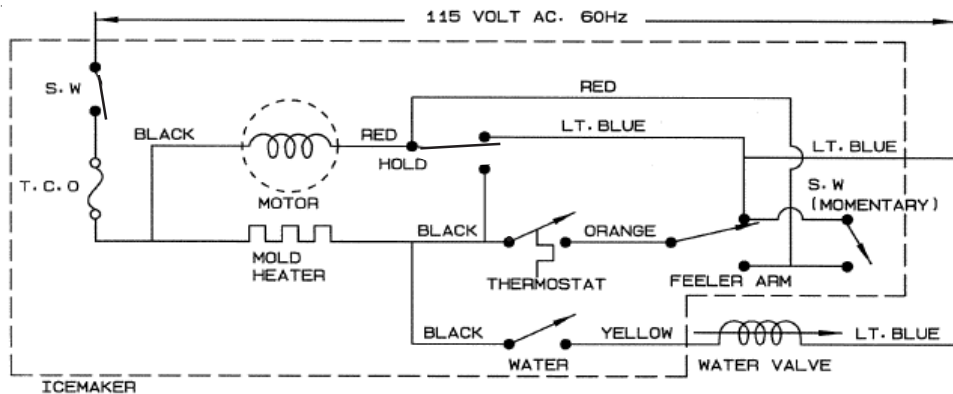 115 VOLT AC. 60Hz
S.W
RED
BLACK
RED
LT.BLUE
HOLD
LT.BLUE
T.C.O
MOTOR
S.W
(MOMENTARY)
BLACK
ORANGE
MOLD
HEATER
THERMOSTAT
FEELER ARM
BLACK
YELLOW
LT.BLUE
WATER
WATER VALVE
ICEMAKER